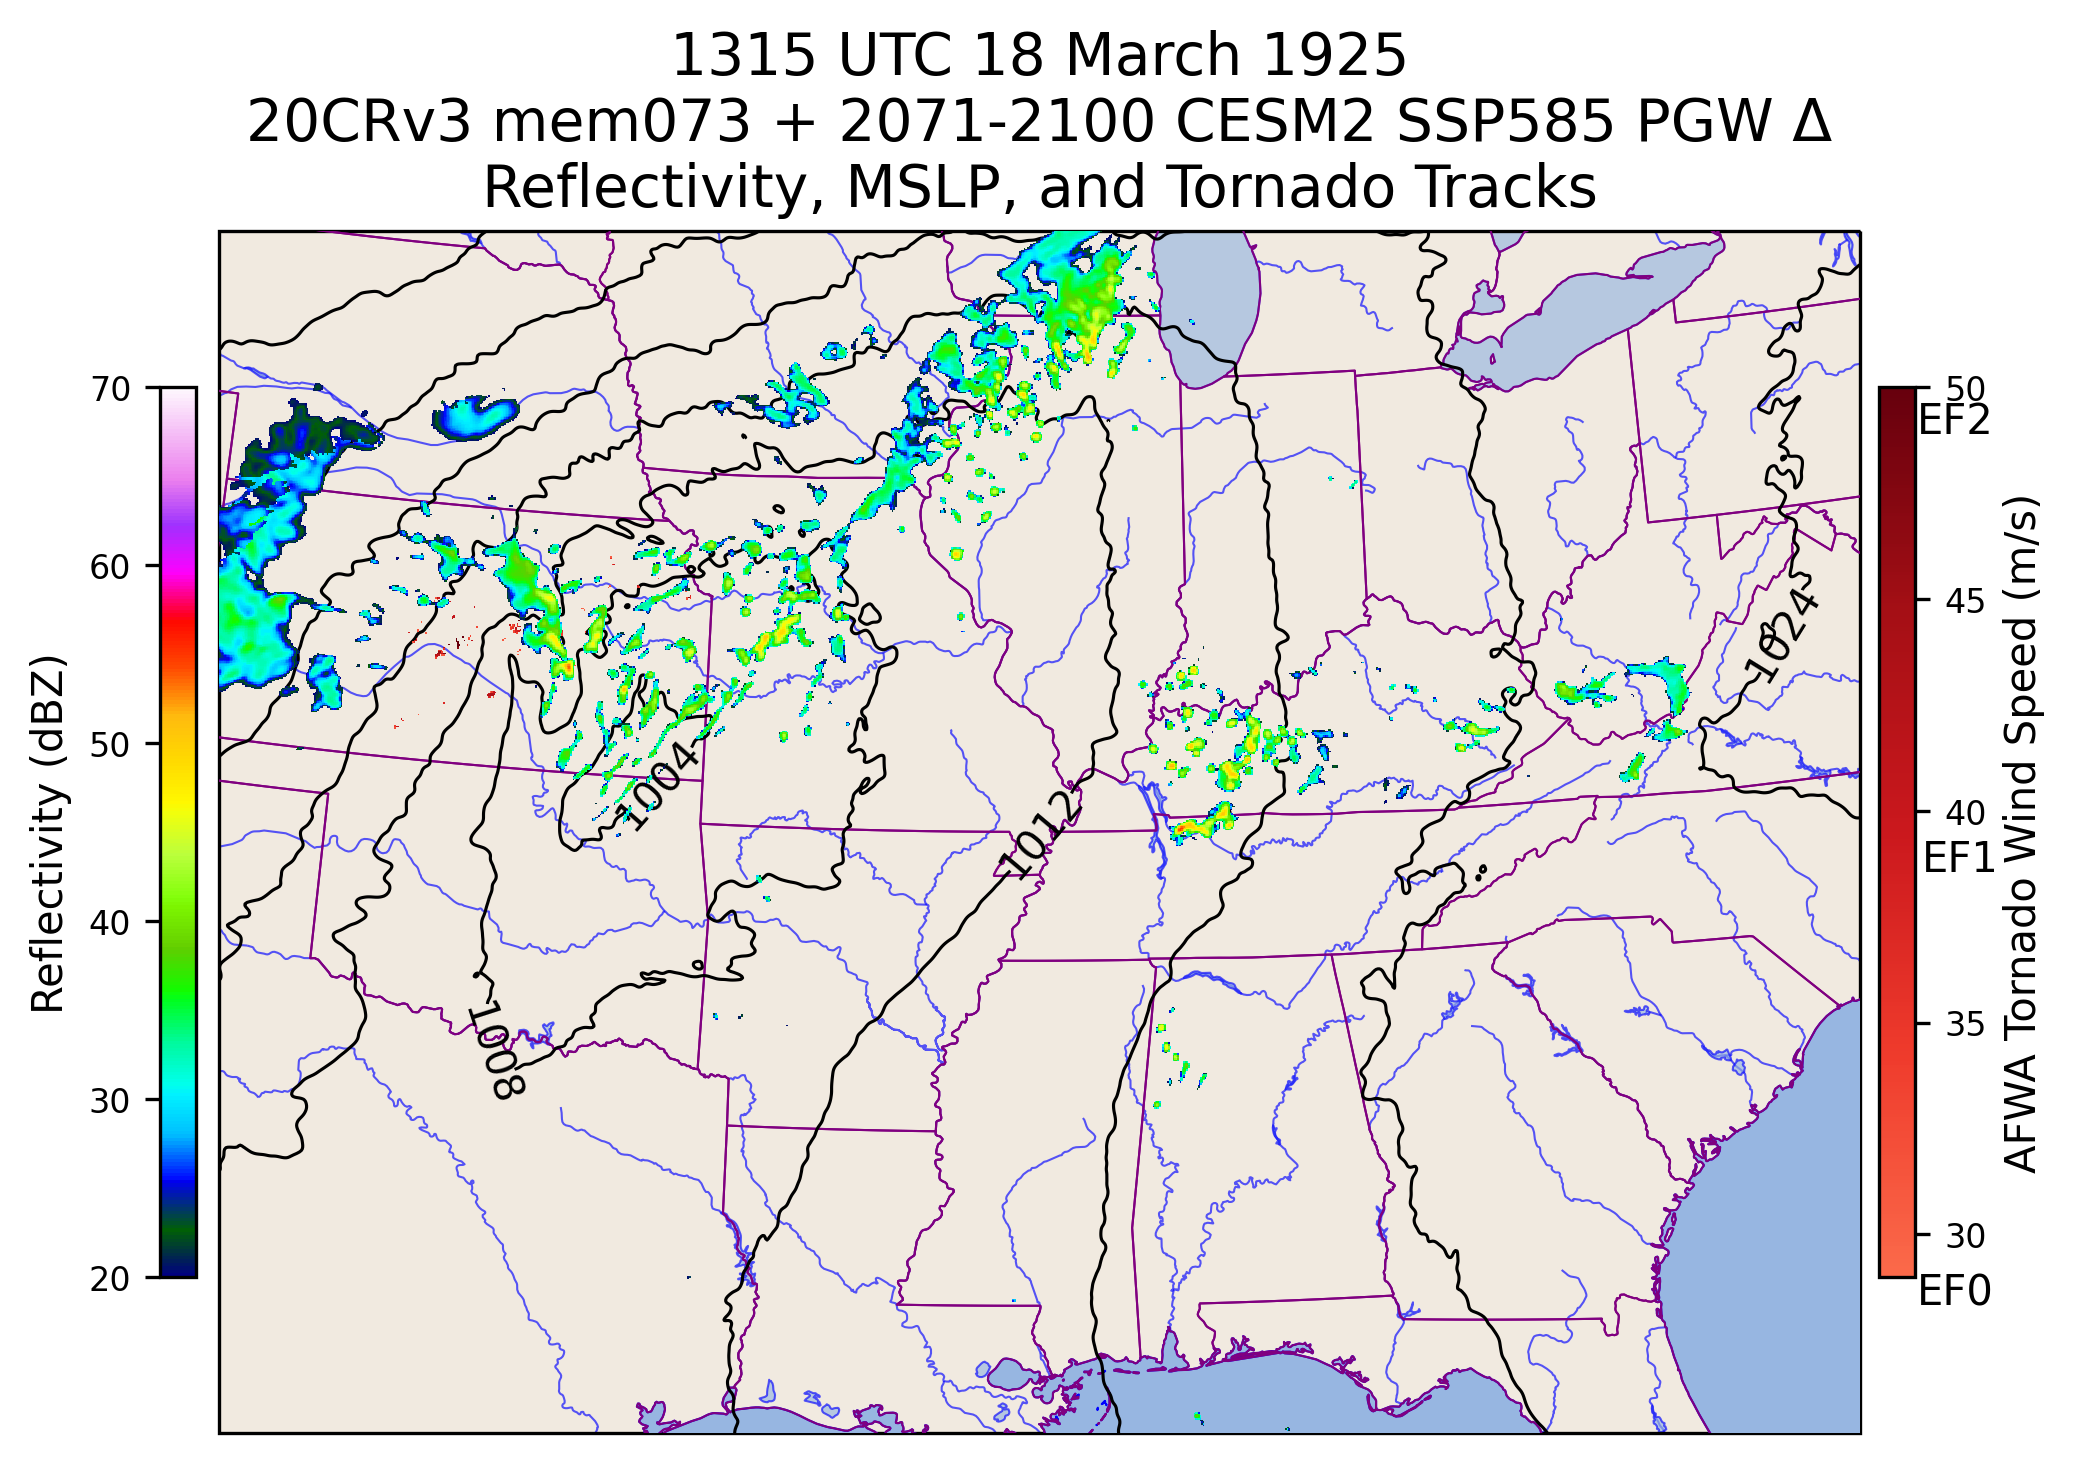 1315 UTC 18 March 1925
20CRv3 mem073 + 2071-2100 CESM2 SSP585 PGW Δ
Reflectivity, MSLP, and Tornado Tracks
70
60
50
40
30
20
Reflectivity (dBZ)
1004
1008
1012
1024
50
EF2
45
40
EF1
35
30
EF0
AFWA Tornado Wind Speed (m/s)